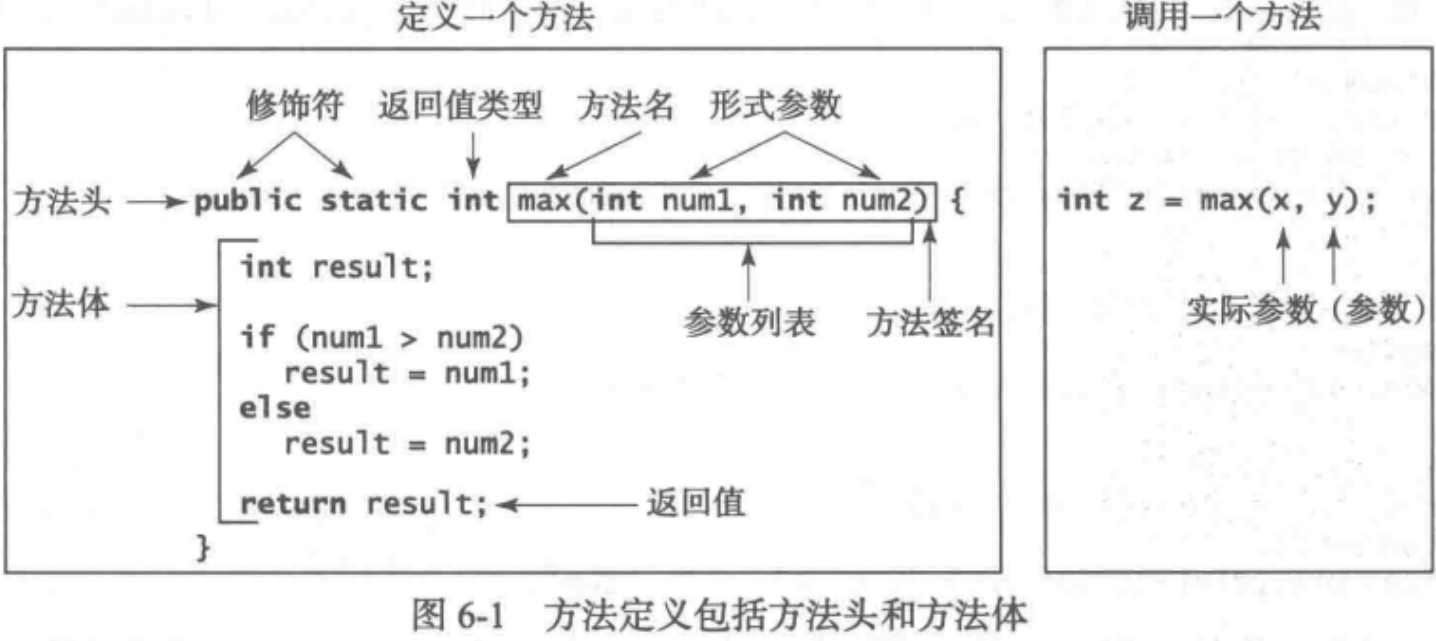 定义一个方法
调用一个方法
修饰符 返回值类型 方法名 形式参数
方法头 public static int max(int num1, int num2) {
int z = max(x, y);
int result;
方法体
参数列表 方法签名
实际参数(参数)
if (num1 > num2)
result = num1;
else
result = num2;
return result; 返回值
}
图 6-1 方法定义包括方法头和方法体